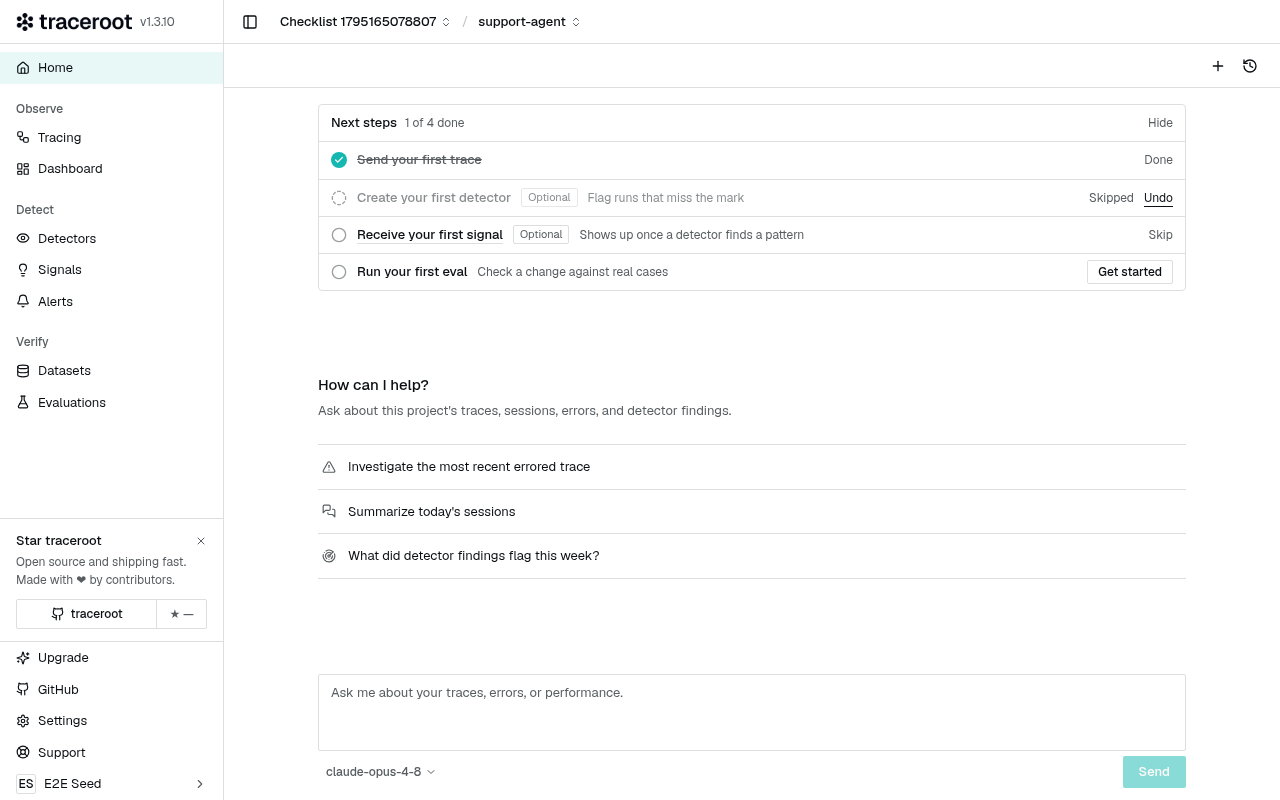 traceroot v1.3.10
Checklist 1795165078807 / support-agent
Home
Observe
Tracing
Dashboard
Detect
Detectors
Signals
Alerts
Verify
Datasets
Evaluations
Star traceroot
Open source and shipping fast.
Made with ❤ by contributors.
traceroot ★ —
Upgrade
GitHub
Settings
Support
ES E2E Seed
Next steps 1 of 4 done Hide
Send your first trace Done
Create your first detector Optional Flag runs that miss the mark Skipped Undo
Receive your first signal Optional Shows up once a detector finds a pattern Skip
Run your first eval Check a change against real cases Get started
How can I help?
Ask about this project's traces, sessions, errors, and detector findings.
Investigate the most recent errored trace
Summarize today's sessions
What did detector findings flag this week?
Ask me about your traces, errors, or performance.
claude-opus-4-8 Send